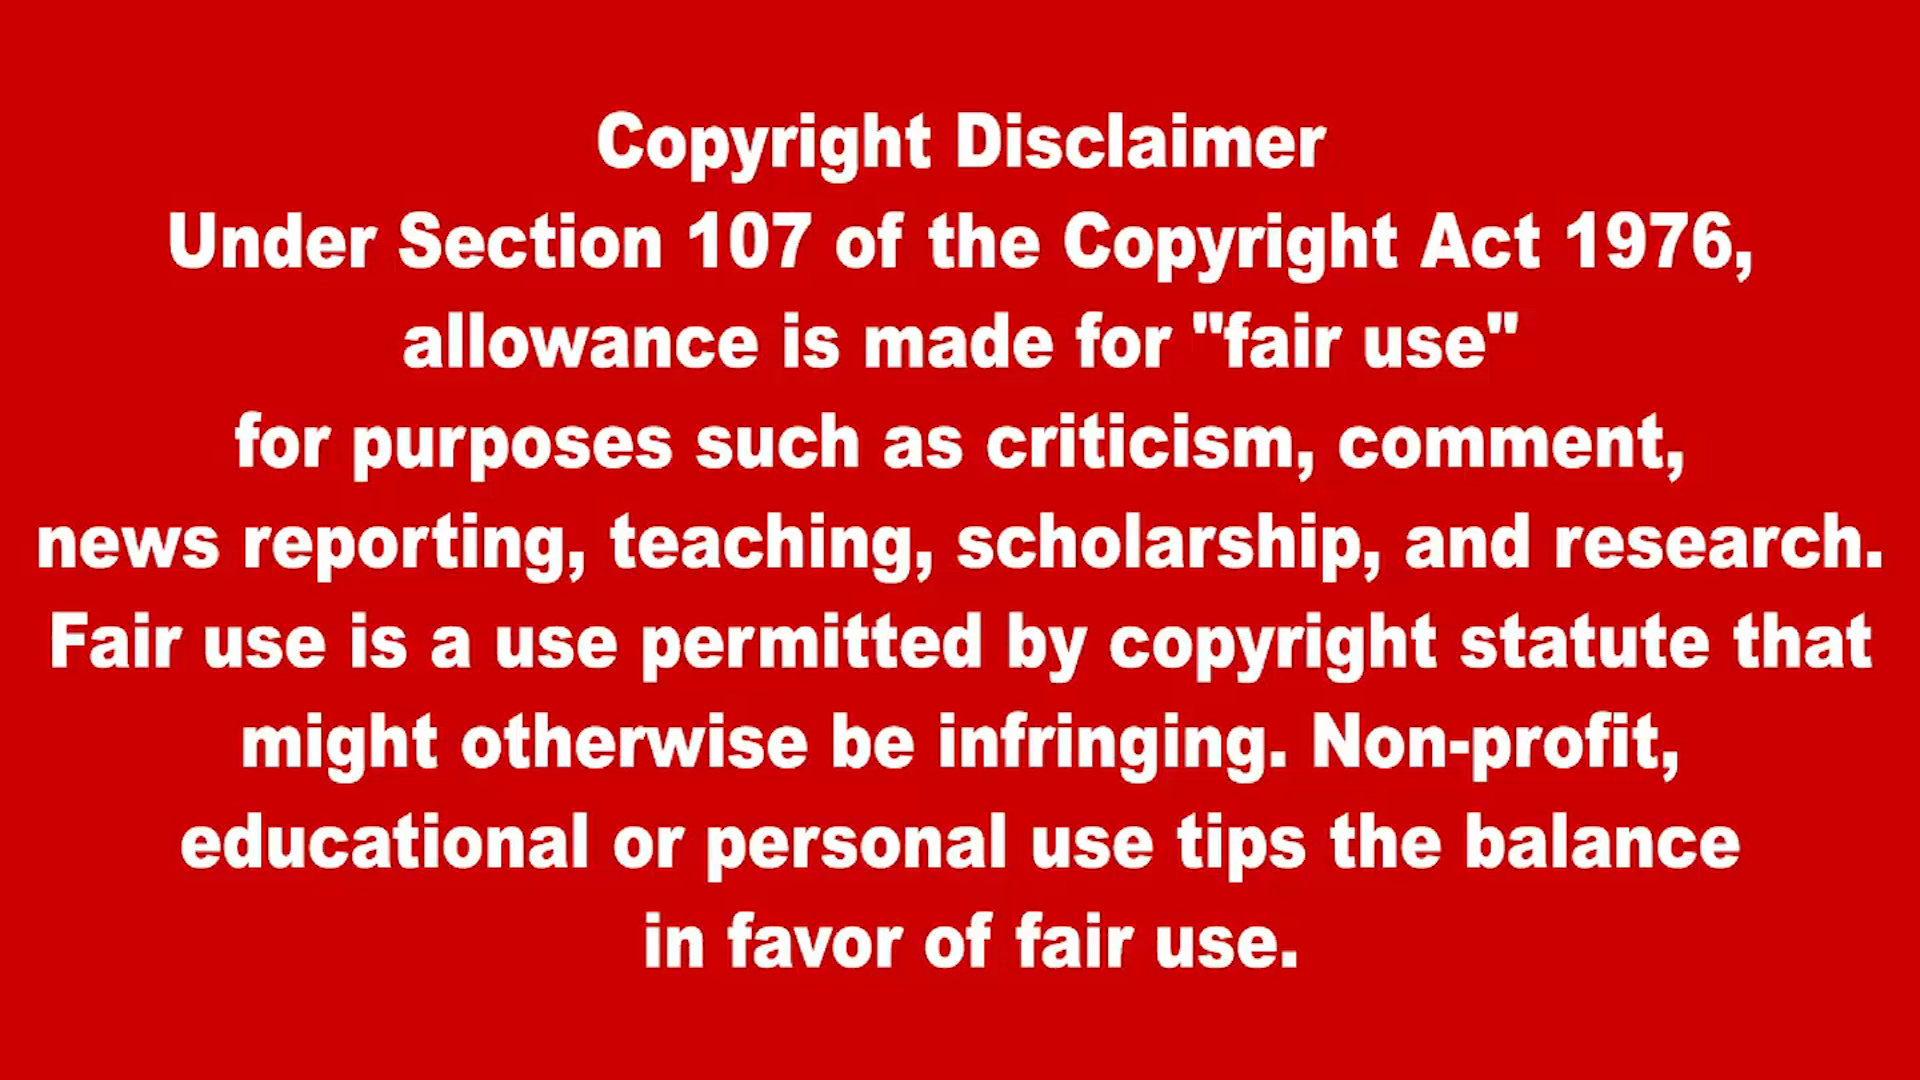 Copyright Disclaimer
Under Section 107 of the Copyright Act 1976,
allowance is made for "fair use"
for purposes such as criticism, comment,
news reporting, teaching, scholarship, and research.
Fair use is a use permitted by copyright statute that
might otherwise be infringing. Non-profit,
educational or personal use tips the balance
in favor of fair use.